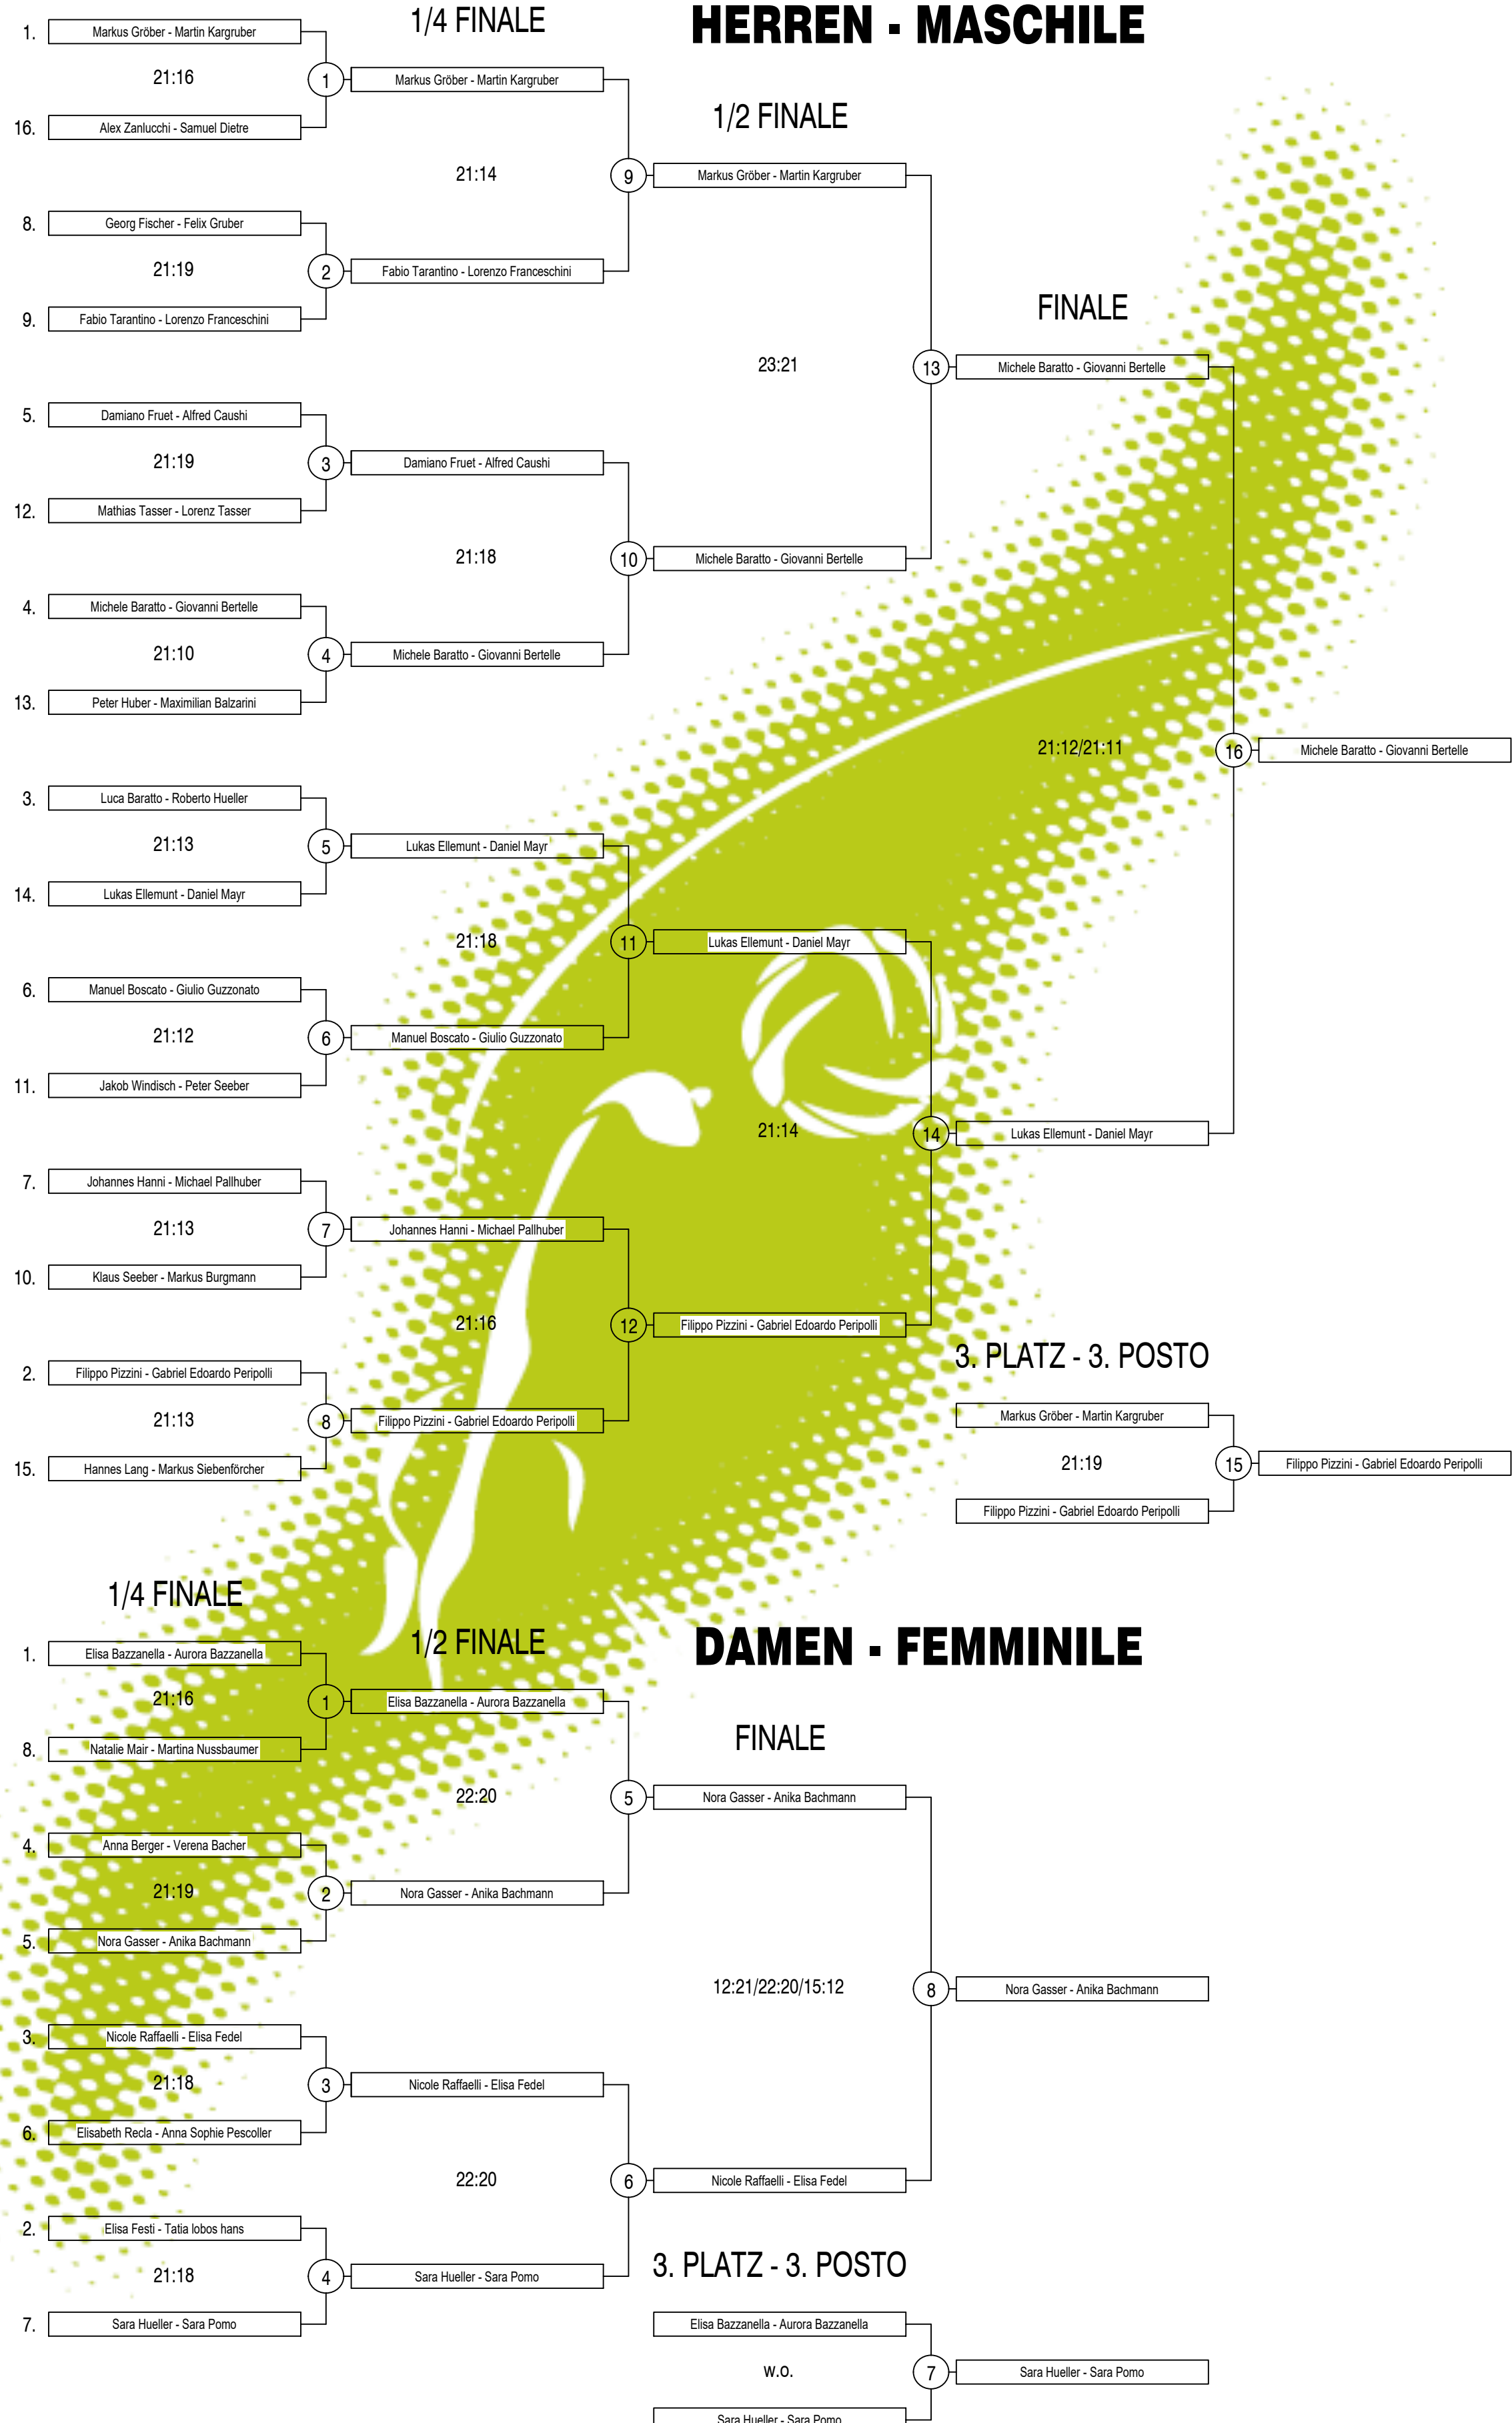 HERREN - MASCHILE
1/4 FINALE
1. Markus Gröber - Martin Kargruber
21:16
1
Markus Gröber - Martin Kargruber
16. Alex Zanlucchi - Samuel Dietre
1/2 FINALE
21:14
9
Markus Gröber - Martin Kargruber
8. Georg Fischer - Felix Gruber
21:19
2
Fabio Tarantino - Lorenzo Franceschini
9. Fabio Tarantino - Lorenzo Franceschini
FINALE
23:21
13
Michele Baratto - Giovanni Bertelle
5. Damiano Fruet - Alfred Caushi
21:19
3
Damiano Fruet - Alfred Caushi
12. Mathias Tasser - Lorenz Tasser
21:18
10
Michele Baratto - Giovanni Bertelle
4. Michele Baratto - Giovanni Bertelle
21:10
4
Michele Baratto - Giovanni Bertelle
13. Peter Huber - Maximilian Balzarini
21:12/21:11
16
Michele Baratto - Giovanni Bertelle
3. Luca Baratto - Roberto Hueller
21:13
5
Lukas Ellemunt - Daniel Mayr
14. Lukas Ellemunt - Daniel Mayr
21:18
11
Lukas Ellemunt - Daniel Mayr
6. Manuel Boscato - Giulio Guzzonato
21:12
6
Manuel Boscato - Giulio Guzzonato
11. Jakob Windisch - Peter Seeber
21:14
14
Lukas Ellemunt - Daniel Mayr
7. Johannes Hanni - Michael Pallhuber
21:13
7
Johannes Hanni - Michael Pallhuber
10. Klaus Seeber - Markus Burgmann
21:16
12
Filippo Pizzini - Gabriel Edoardo Peripolli
2. Filippo Pizzini - Gabriel Edoardo Peripolli
21:13
8
Filippo Pizzini - Gabriel Edoardo Peripolli
15. Hannes Lang - Markus Siebenförcher
3. PLATZ - 3. POSTO
Markus Gröber - Martin Kargruber
21:19
15
Filippo Pizzini - Gabriel Edoardo Peripolli
Filippo Pizzini - Gabriel Edoardo Peripolli
DAMEN - FEMMINILE
1/4 FINALE
1/2 FINALE
1. Elisa Bazzanella - Aurora Bazzanella
21:16
1
Elisa Bazzanella - Aurora Bazzanella
8. Natalie Mair - Martina Nussbaumer
FINALE
22:20
5
Nora Gasser - Anika Bachmann
4. Anna Berger - Verena Bacher
21:19
2
Nora Gasser - Anika Bachmann
5. Nora Gasser - Anika Bachmann
12:21/22:20/15:12
8
Nora Gasser - Anika Bachmann
3. Nicole Raffaelli - Elisa Fedel
21:18
3
Nicole Raffaelli - Elisa Fedel
6. Elisabeth Recla - Anna Sophie Pescoller
22:20
6
Nicole Raffaelli - Elisa Fedel
2. Elisa Festi - Tatia lobos hans
21:18
4
Sara Hueller - Sara Pomo
7. Sara Hueller - Sara Pomo
3. PLATZ - 3. POSTO
Elisa Bazzanella - Aurora Bazzanella
w.o.
7
Sara Hueller - Sara Pomo
Sara Hueller - Sara Pomo